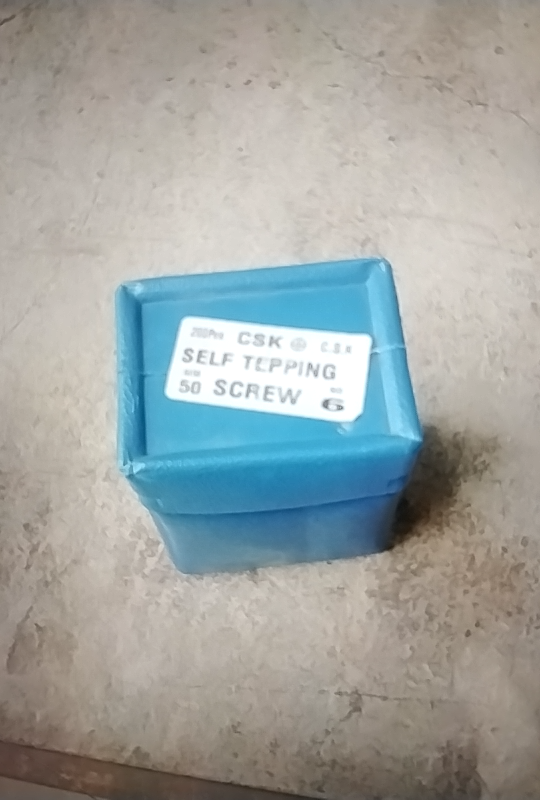 200Pcs CSK C.S.K
SELF TEPPING
50 SCREW 6